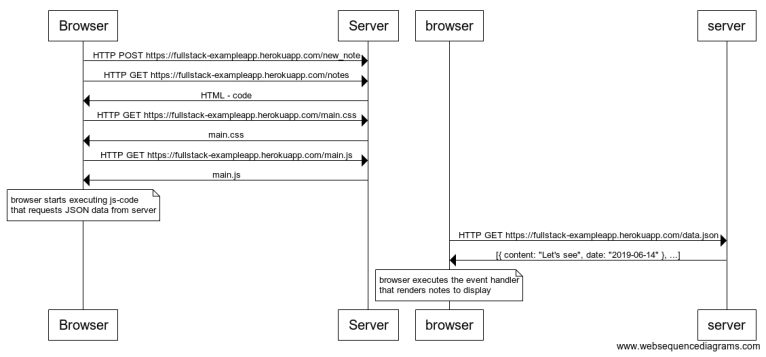 Browser
Server
browser
server
HTTP POST https://fullstack-exampleapp.herokuapp.com/new_note
HTTP GET https://fullstack-exampleapp.herokuapp.com/notes
HTML - code
HTTP GET https://fullstack-exampleapp.herokuapp.com/main.css
main.css
HTTP GET https://fullstack-exampleapp.herokuapp.com/main.js
main.js
browser starts executing js-code
that requests JSON data from server
HTTP GET https://fullstack-exampleapp.herokuapp.com/data.json
[{ content: "Let's see", date: "2019-06-14" }, ...]
browser executes the event handler
that renders notes to display
Browser
Server
browser
server
www.websequencediagrams.com